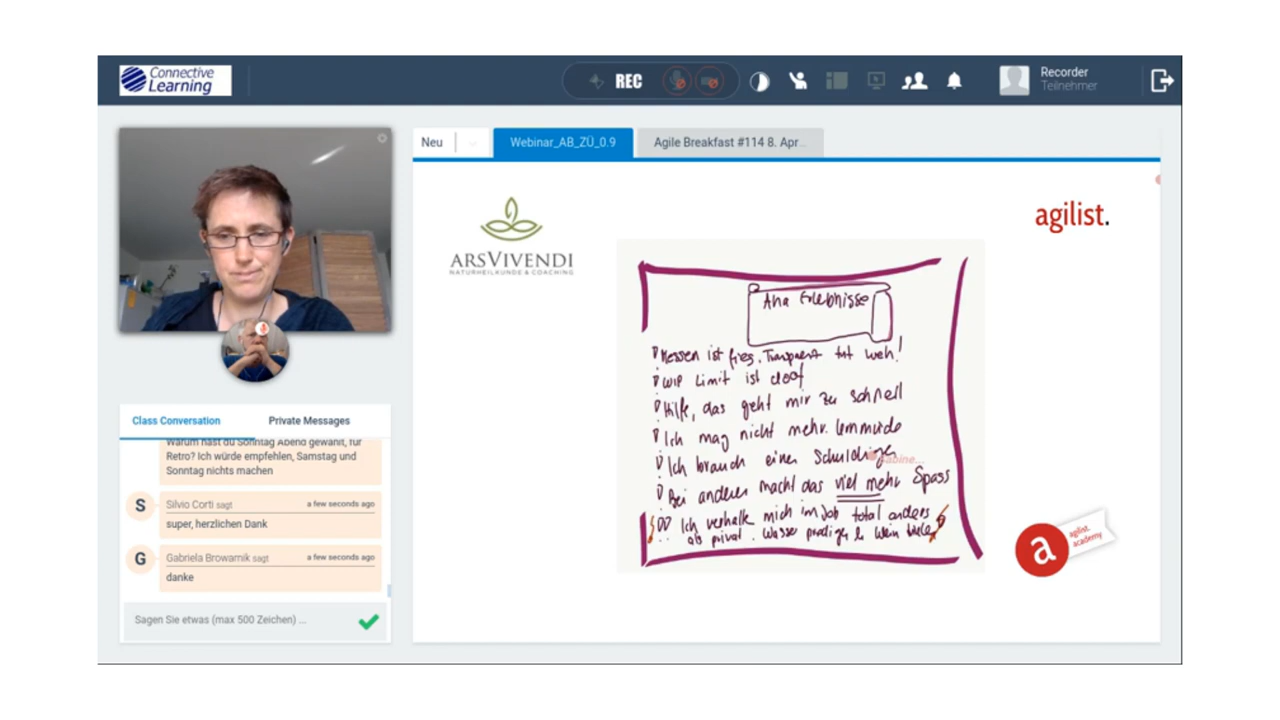 Connective
Learning
REC
Recorder
Teilnehmer
Neu
Webinar_AB_ZÜ_0.9
Agile Breakfast #114 8. Apr...
ARSVIVENDI
NATURHEILKUNDE & COACHING
agilist.
Aha Erlebnisse
Messen ist fies. Transparent tut weh!
WIP Limit ist doof
Hilfe, das geht mir zu schnell
Ich mag nicht mehr. lernmüde
Ich brauch einen Schuldigen
Sabine...
Bei anderen macht das viel mehr Spass
Ich verhalte mich im Job total anders
als privat. Wasser predigen & Wein
a
agilist.
academy
Class Conversation
Private Messages
Warum hast du Sonntag Abend gewählt, für
Retro? Ich würde empfehlen, Samstag und
Sonntag nichts machen
S
Silvio Corti sagt
a few seconds ago
super, herzlichen Dank
G
Gabriela Browarnik sagt
a few seconds ago
danke
Sagen Sie etwas (max 500 Zeichen) ...